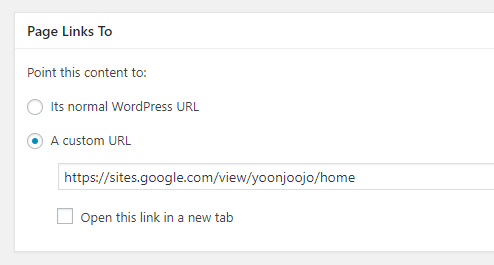 Page Links To
Point this content to:
Its normal WordPress URL
A custom URL
https://sites.google.com/view/yoonjoojo/home
Open this link in a new tab